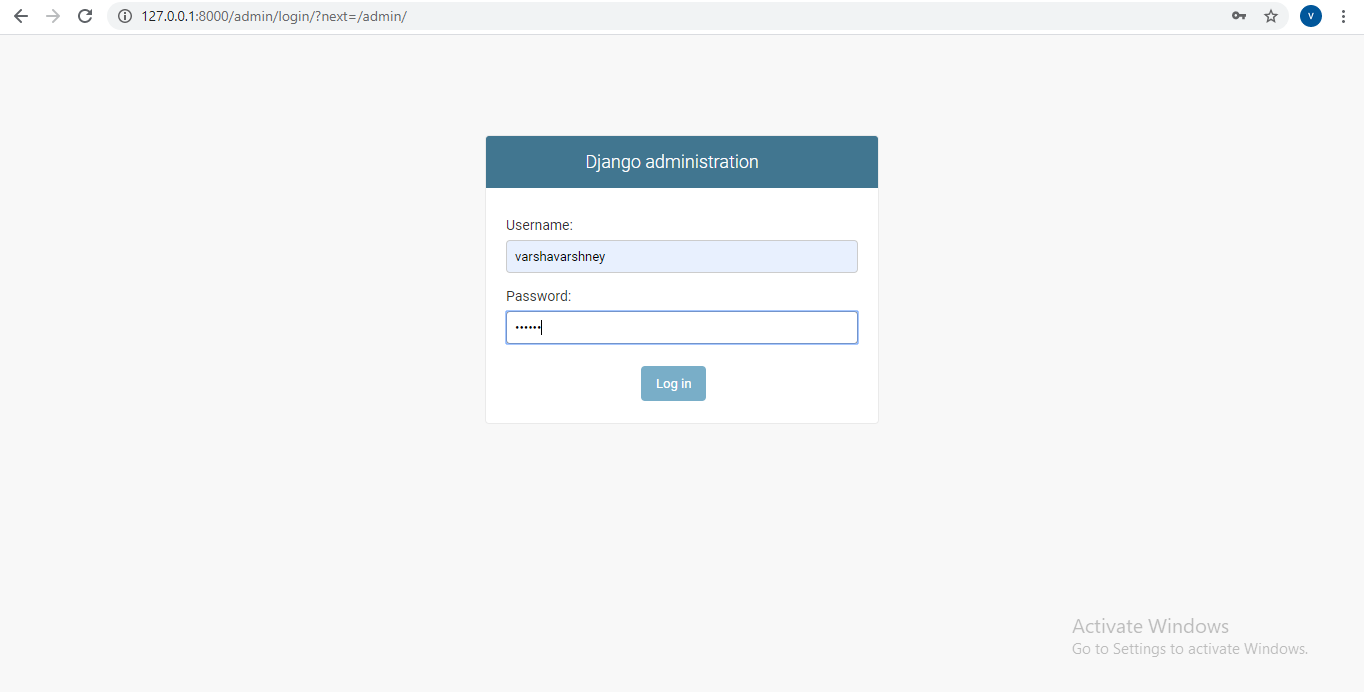 127.0.0.1:8000/admin/login/?next=/admin/
V
Django administration
Username:
varshavarshney
Password:
••••••
Log in
Activate Windows
Go to Settings to activate Windows.